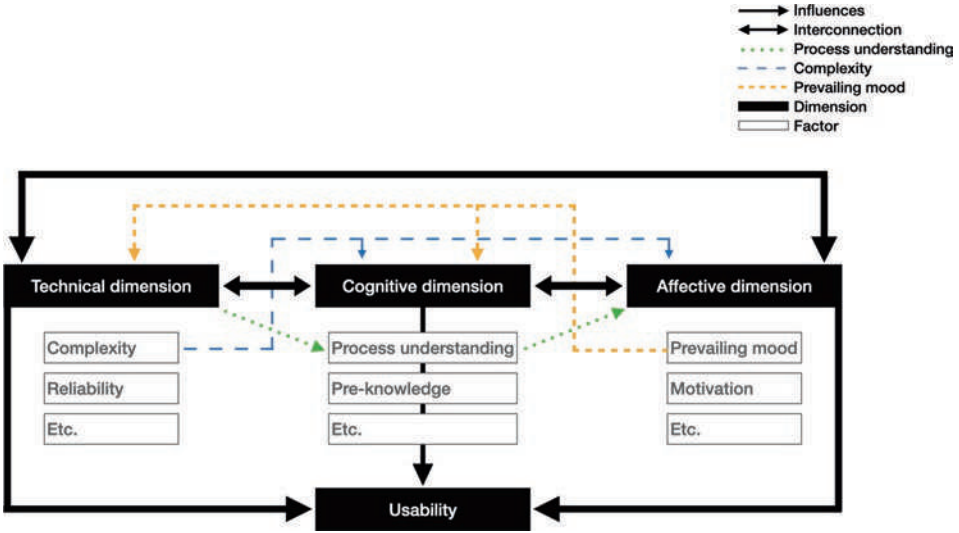 Influences
Interconnection
Process understanding
Complexity
Prevailing mood
Dimension
Factor
Technical dimension
Cognitive dimension
Affective dimension
Complexity
Process understanding
Prevailing mood
Reliability
Pre-knowledge
Motivation
Etc.
Etc.
Etc.
Usability